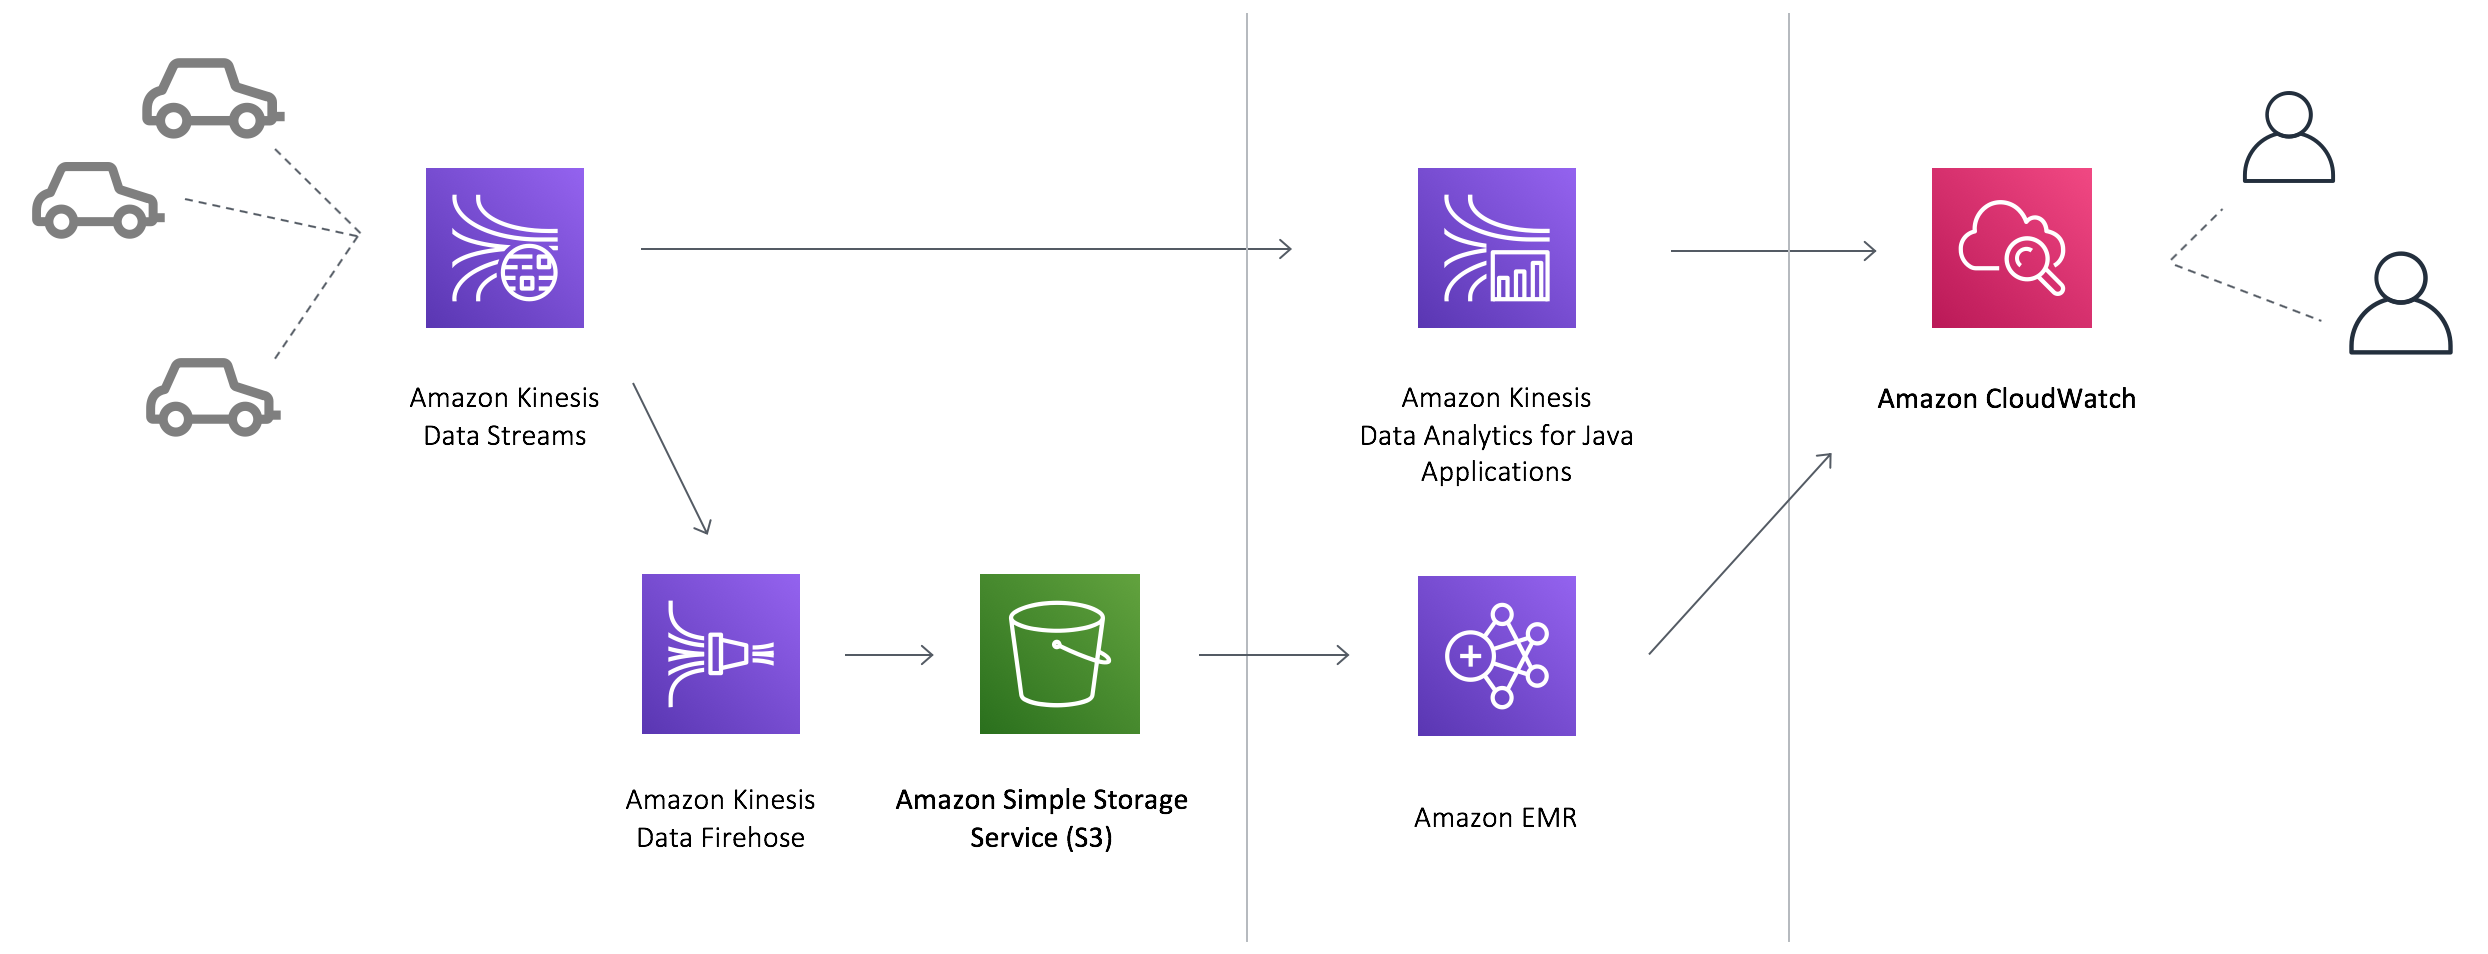 Amazon Kinesis
Data Streams
Amazon Kinesis
Data Analytics for Java
Applications
Amazon CloudWatch
Amazon Kinesis
Data Firehose
Amazon Simple Storage
Service (S3)
Amazon EMR